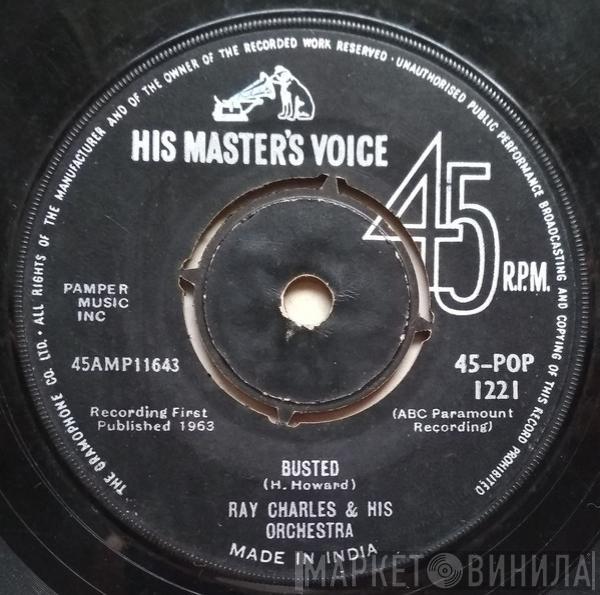 THE GRAMOPHONE CO. LTD. · ALL RIGHTS OF THE MANUFACTURER AND OF THE OWNER OF THE RECORDED WORK RESERVED · UNAUTHORISED PUBLIC PERFORMANCE BROADCASTING AND COPYING OF THIS RECORD PROHIBITED
HIS MASTER'S VOICE
45 R.P.M.
PAMPER
MUSIC
INC
45AMP11643
45-POP
1221
Recording First
Published 1963
(ABC Paramount
Recording)
BUSTED
(H. Howard)
RAY CHARLES & HIS
ORCHESTRA
MADE IN INDIA
МАРКЕТ ВИНИЛА